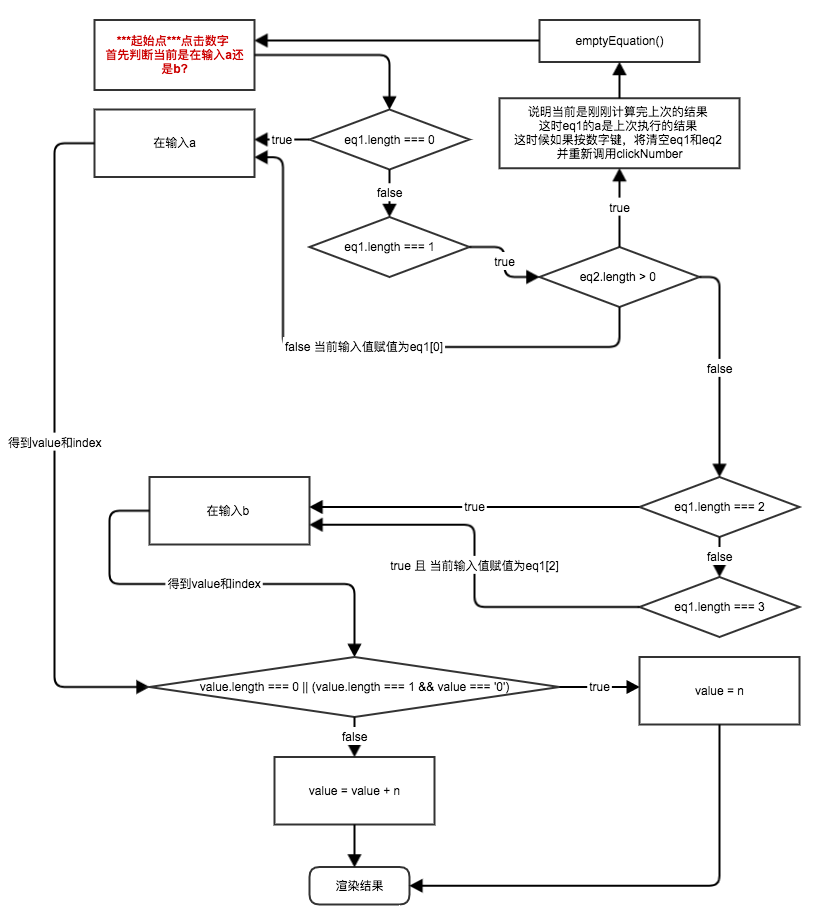 ***起始点***点击数字
首先判断当前是在输入a还
是b?
emptyEquation()
说明当前是刚刚计算完上次的结果
这时eq1的a是上次执行的结果
这时候如果按数字键，将清空eq1和eq2
并重新调用clickNumber
在输入a
true
eq1.length === 0
false
true
eq1.length === 1
true
eq2.length > 0
false 当前输入值赋值为eq1[0]
false
得到value和index
在输入b
true
eq1.length === 2
false
true 且 当前输入值赋值为eq1[2]
得到value和index
eq1.length === 3
value.length === 0 || (value.length === 1 && value === '0')
true
value = n
false
value = value + n
渲染结果